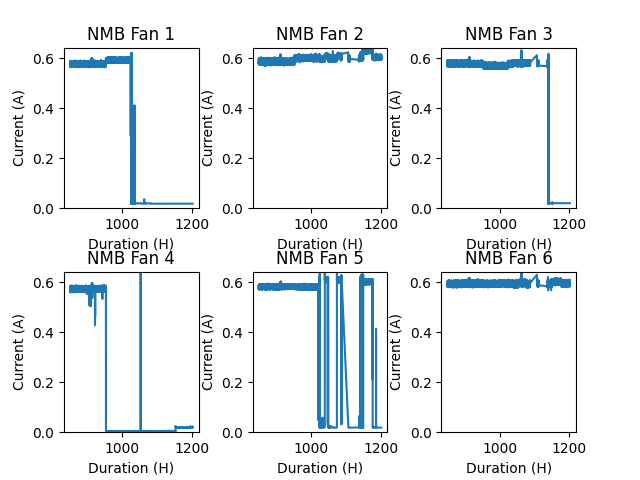 NMB Fan 1 NMB Fan 2 NMB Fan 3
0.6 0.6 0.6
0.4 0.4 0.4
0.2 0.2 0.2
0.0 0.0 0.0
Current (A) Current (A) Current (A)
1000 1200 1000 1200 1000 1200
Duration (H) Duration (H) Duration (H)
NMB Fan 4 NMB Fan 5 NMB Fan 6
0.6 0.6 0.6
0.4 0.4 0.4
0.2 0.2 0.2
0.0 0.0 0.0
Current (A) Current (A) Current (A)
1000 1200 1000 1200 1000 1200
Duration (H) Duration (H) Duration (H)